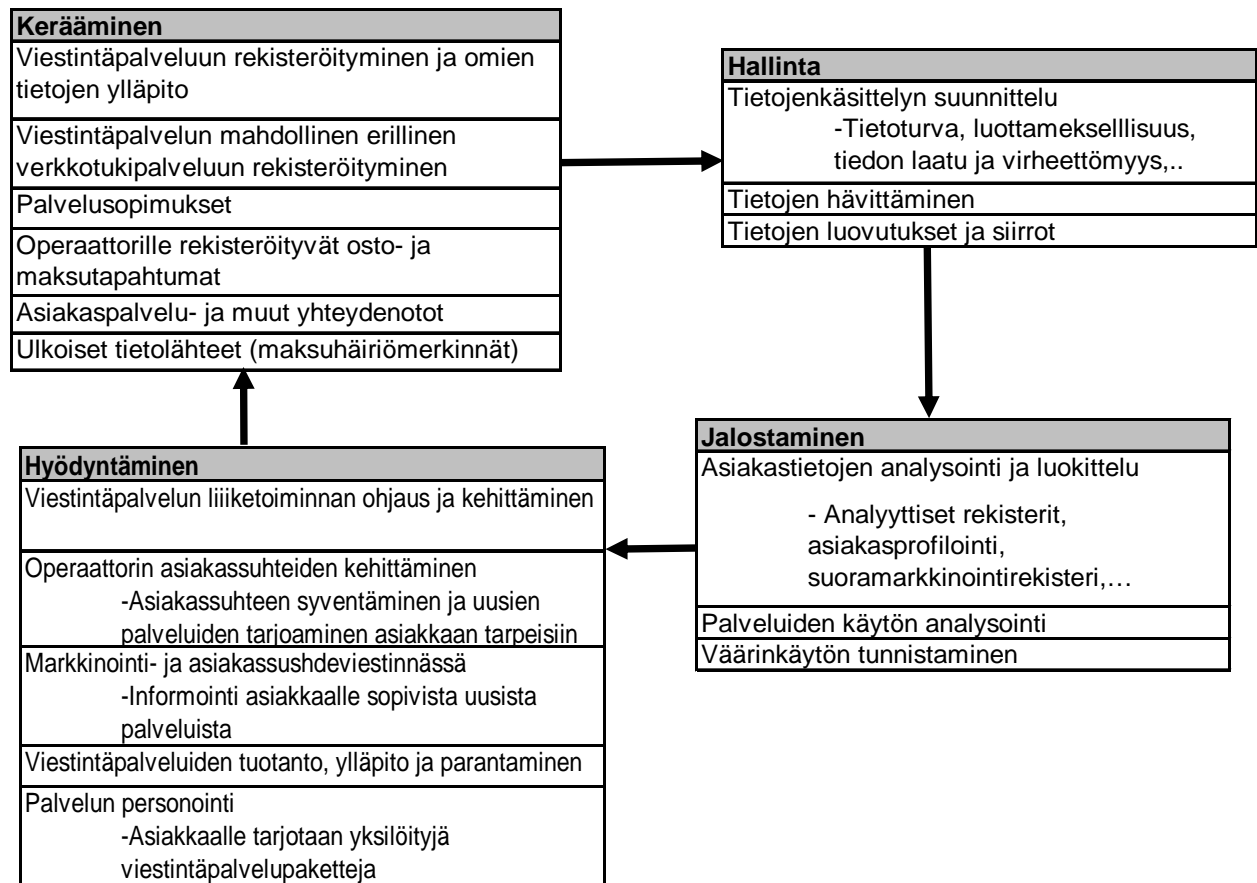 Kerääminen
Viestintäpalveluun rekisteröityminen ja omien
tietojen ylläpito
Viestintäpalvelun mahdollinen erillinen
verkkotukipalveluun rekisteröityminen
Palvelusopimukset
Operaattorille rekisteröityvät osto- ja
maksutapahtumat
Asiakaspalvelu- ja muut yhteydenotot
Ulkoiset tietolähteet (maksuhäiriömerkinnät)
Hallinta
Tietojenkäsittelyn suunnittelu
-Tietoturva, luottamekselllisuus,
tiedon laatu ja virheettömyys,..
Tietojen hävittäminen
Tietojen luovutukset ja siirrot
Jalostaminen
Asiakastietojen analysointi ja luokittelu
- Analyyttiset rekisterit,
asiakasprofilointi,
suoramarkkinointirekisteri,…
Palveluiden käytön analysointi
Väärinkäytön tunnistaminen
Hyödyntäminen
Viestintäpalvelun liiiketoiminnan ohjaus ja kehittäminen
Operaattorin asiakassuhteiden kehittäminen
-Asiakassuhteen syventäminen ja uusien
palveluiden tarjoaminen asiakkaan tarpeisiin
Markkinointi- ja asiakassushdeviestinnässä
-Informointi asiakkaalle sopivista uusista
palveluista
Viestintäpalveluiden tuotanto, ylläpito ja parantaminen
Palvelun personointi
-Asiakkaalle tarjotaan yksilöityjä
viestintäpalvelupaketteja